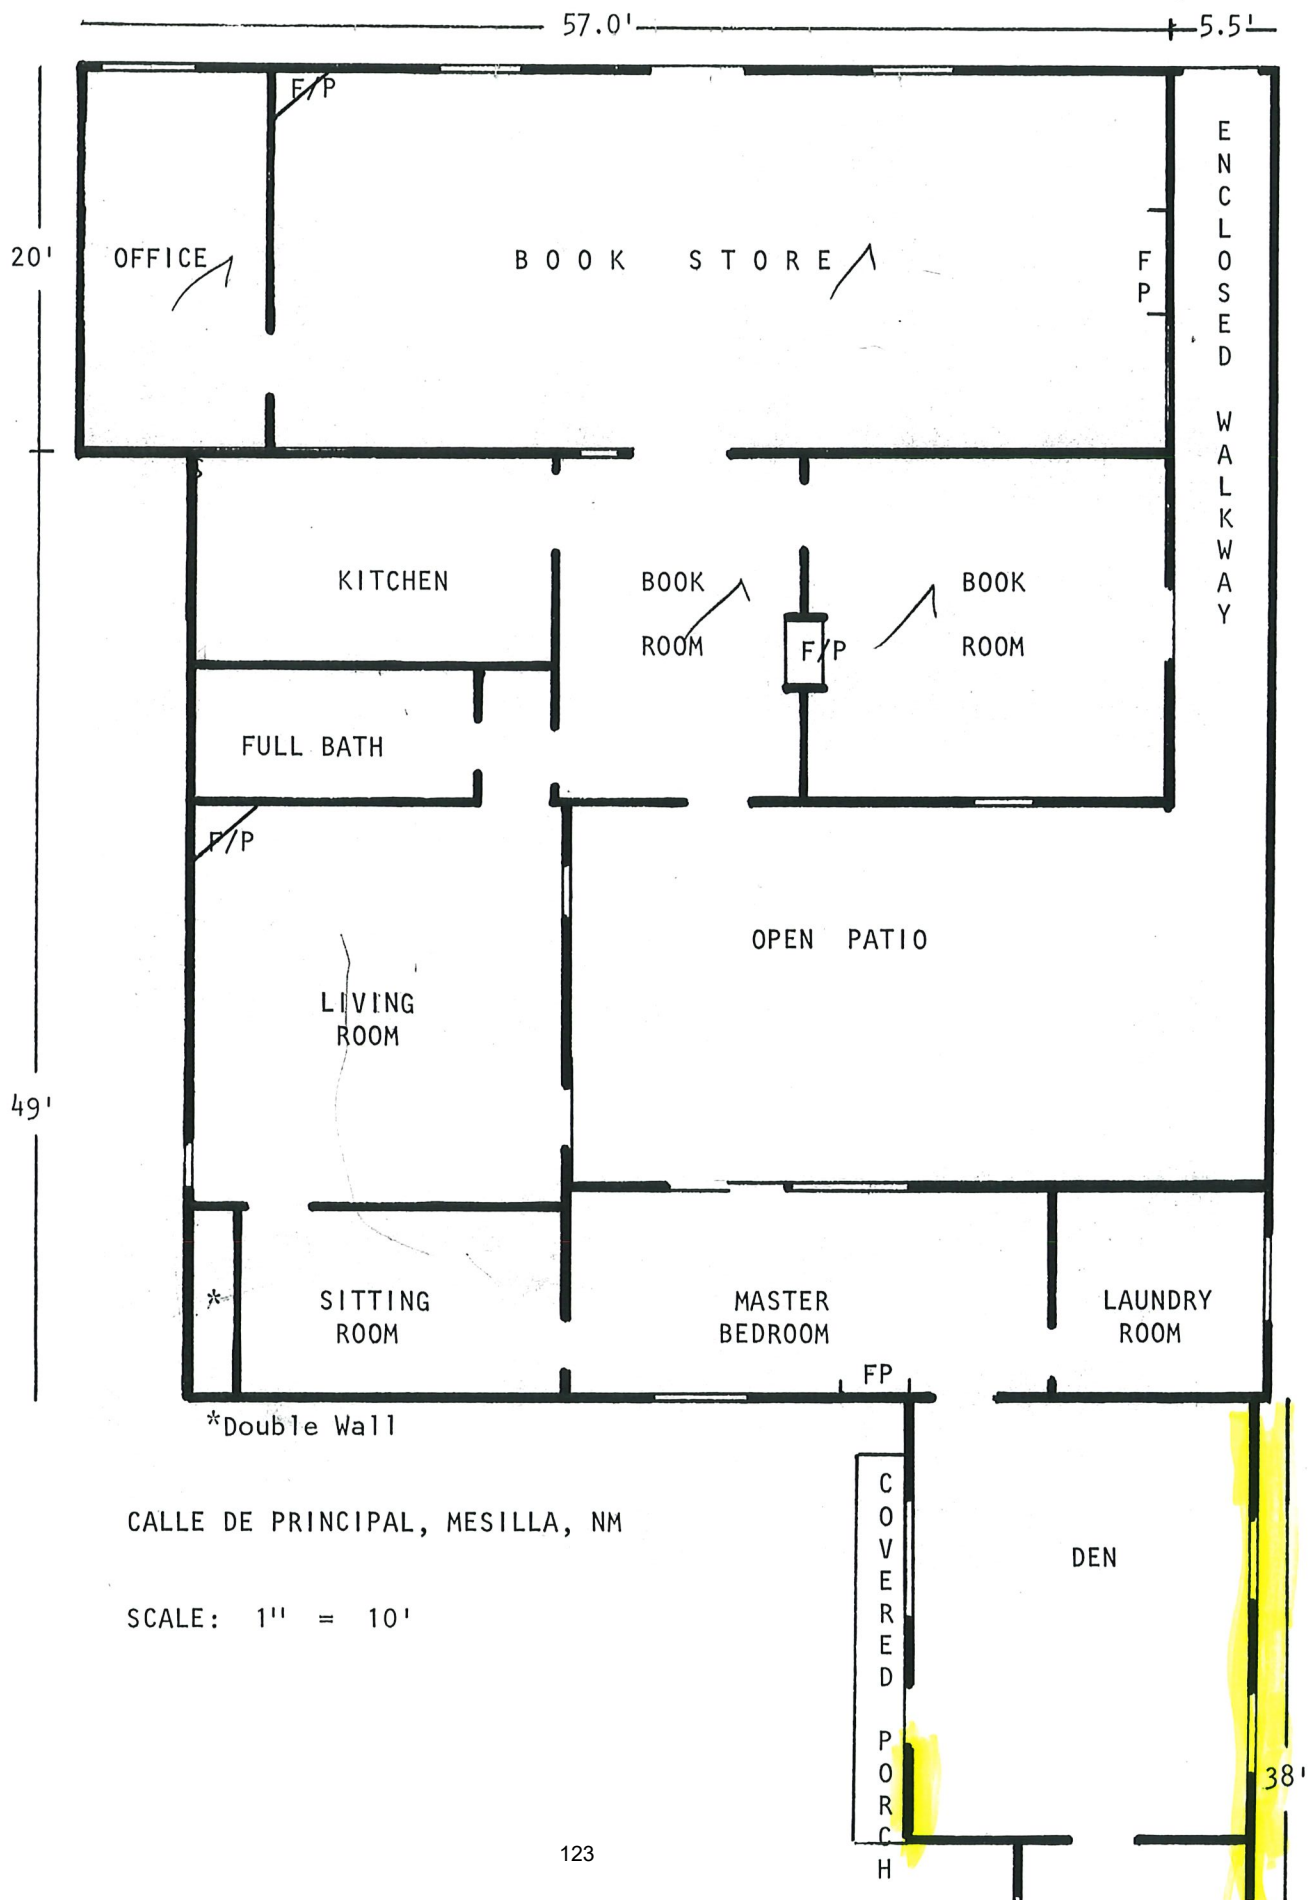 57.0'
5.5'
F/P
ENCLOSED WALKWAY
20'
OFFICE
BOOK STORE
FP
KITCHEN
BOOK
ROOM
BOOK
ROOM
F/P
FULL BATH
F/P
OPEN PATIO
LIVING
ROOM
49'
*
SITTING
ROOM
MASTER
BEDROOM
LAUNDRY
ROOM
FP
*Double Wall
COVERED PORCH
CALLE DE PRINCIPAL, MESILLA, NM
DEN
SCALE: 1" = 10'
38'
123